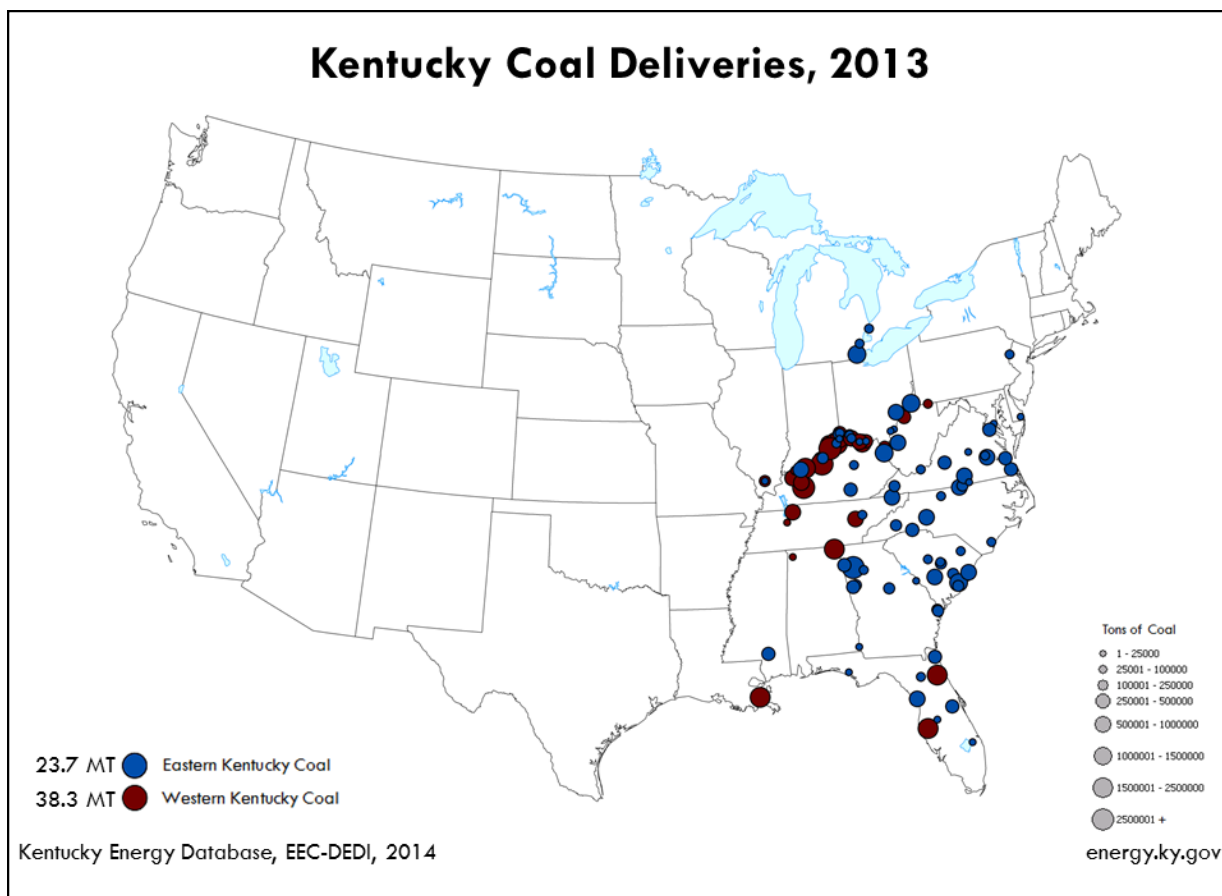 Kentucky Coal Deliveries, 2013
Tons of Coal
1 - 25000
25001 - 100000
100001 - 250000
250001 - 500000
500001 - 1000000
1000001 - 1500000
1500001 - 2500000
2500001 +
23.7 MT Eastern Kentucky Coal
38.3 MT Western Kentucky Coal
Kentucky Energy Database, EEC-DEDI, 2014
energy.ky.gov